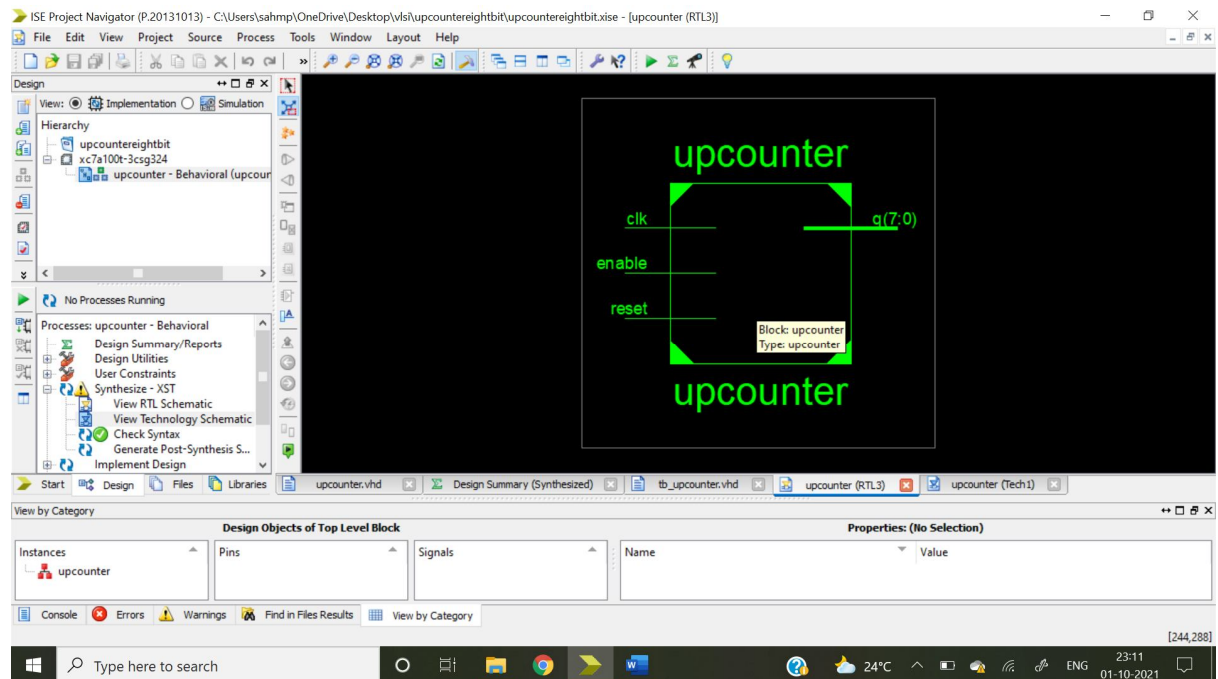 ISE Project Navigator (P.20131013) - C:\Users\sahmp\OneDrive\Desktop\vlsi\upcountereightbit\upcountereightbit.xise - [upcounter (RTL3)]
File Edit View Project Source Process Tools Window Layout Help
Design
View: Implementation Simulation
Hierarchy
upcountereightbit
xc7a100t-3csg324
upcounter - Behavioral (upcour
No Processes Running
Processes: upcounter - Behavioral
Design Summary/Reports
Design Utilities
User Constraints
Synthesize - XST
View RTL Schematic
View Technology Schematic
Check Syntax
Generate Post-Synthesis S...
Implement Design
Start Design Files Libraries
upcounter
clk
q(7:0)
enable
reset
Block: upcounter
Type: upcounter
upcounter
upcounter.vhd Design Summary (Synthesized) tb_upcounter.vhd upcounter (RTL3) upcounter (Tech1)
View by Category
Design Objects of Top Level Block
Properties: (No Selection)
Instances Pins Signals Name Value
upcounter
Console Errors Warnings Find in Files Results View by Category
[244,288]
Type here to search
24°C ENG
23:11
01-10-2021